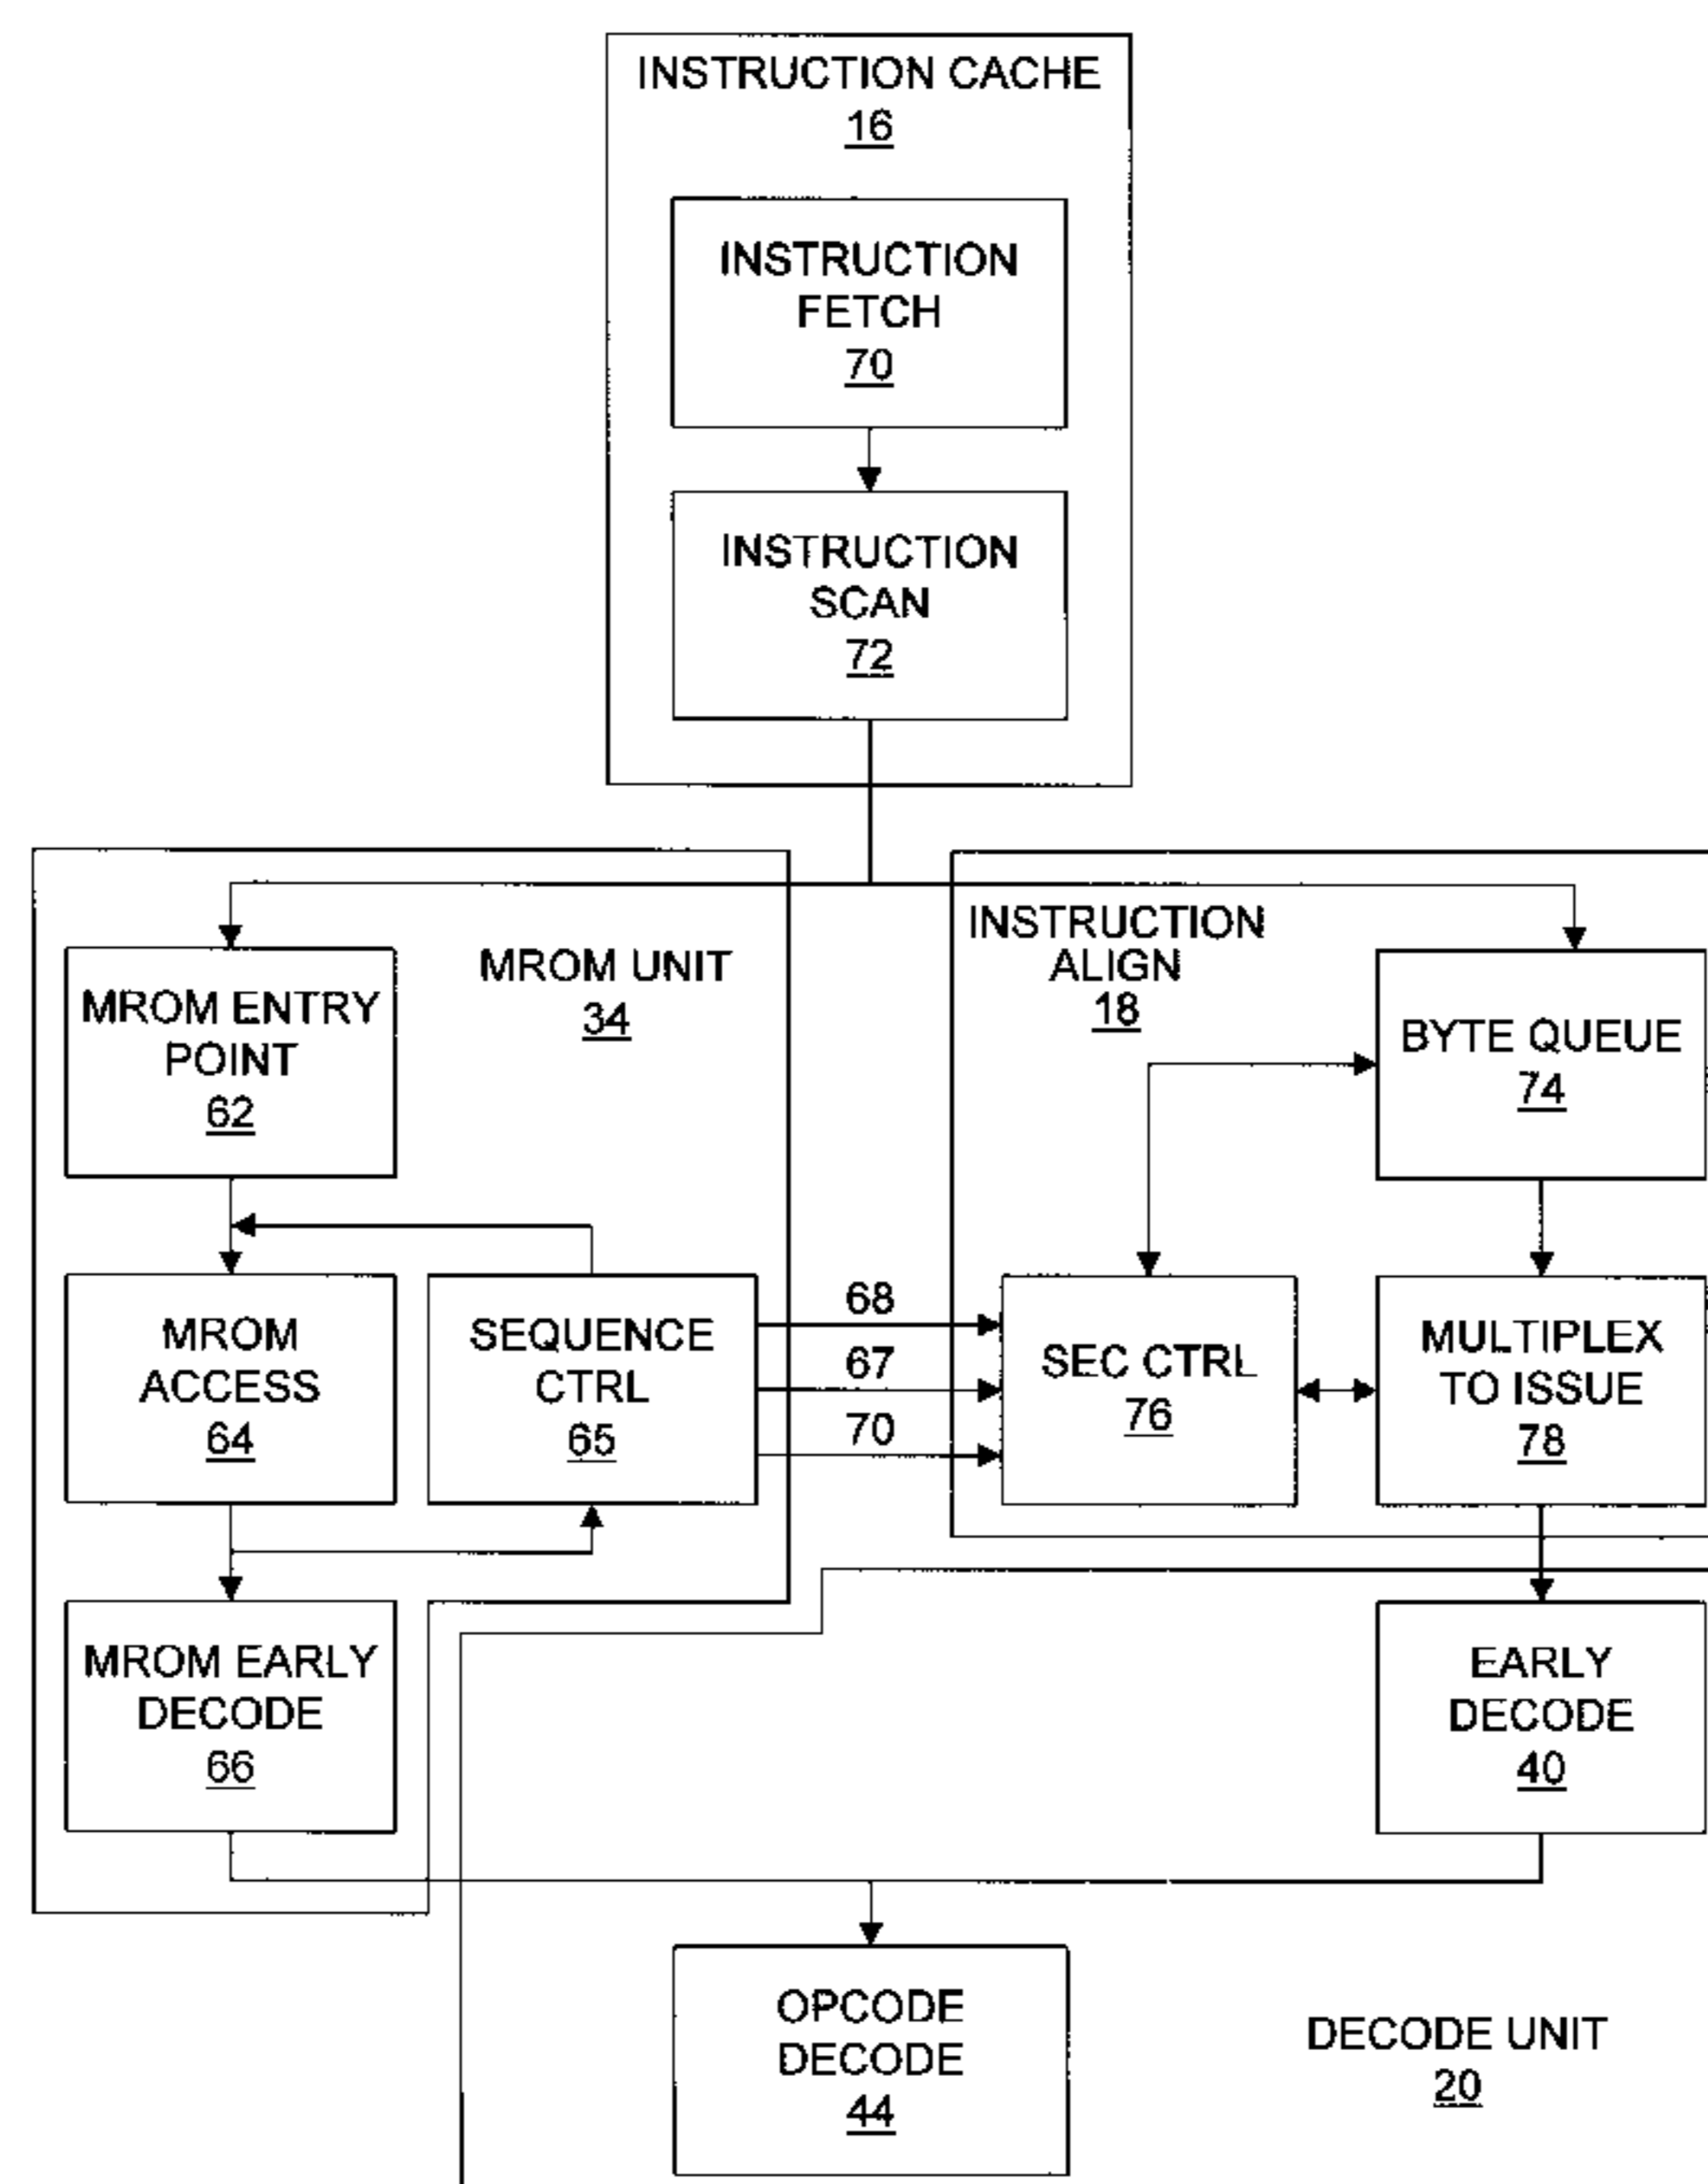 INSTRUCTION CACHE
16
INSTRUCTION
FETCH
70
INSTRUCTION
SCAN
72
MROM UNIT
34
MROM ENTRY
POINT
62
INSTRUCTION
ALIGN
18
BYTE QUEUE
74
MROM
ACCESS
64
SEQUENCE
CTRL
65
68
67
70
SEC CTRL
76
MULTIPLEX
TO ISSUE
78
MROM EARLY
DECODE
66
EARLY
DECODE
40
OPCODE
DECODE
44
DECODE UNIT
20